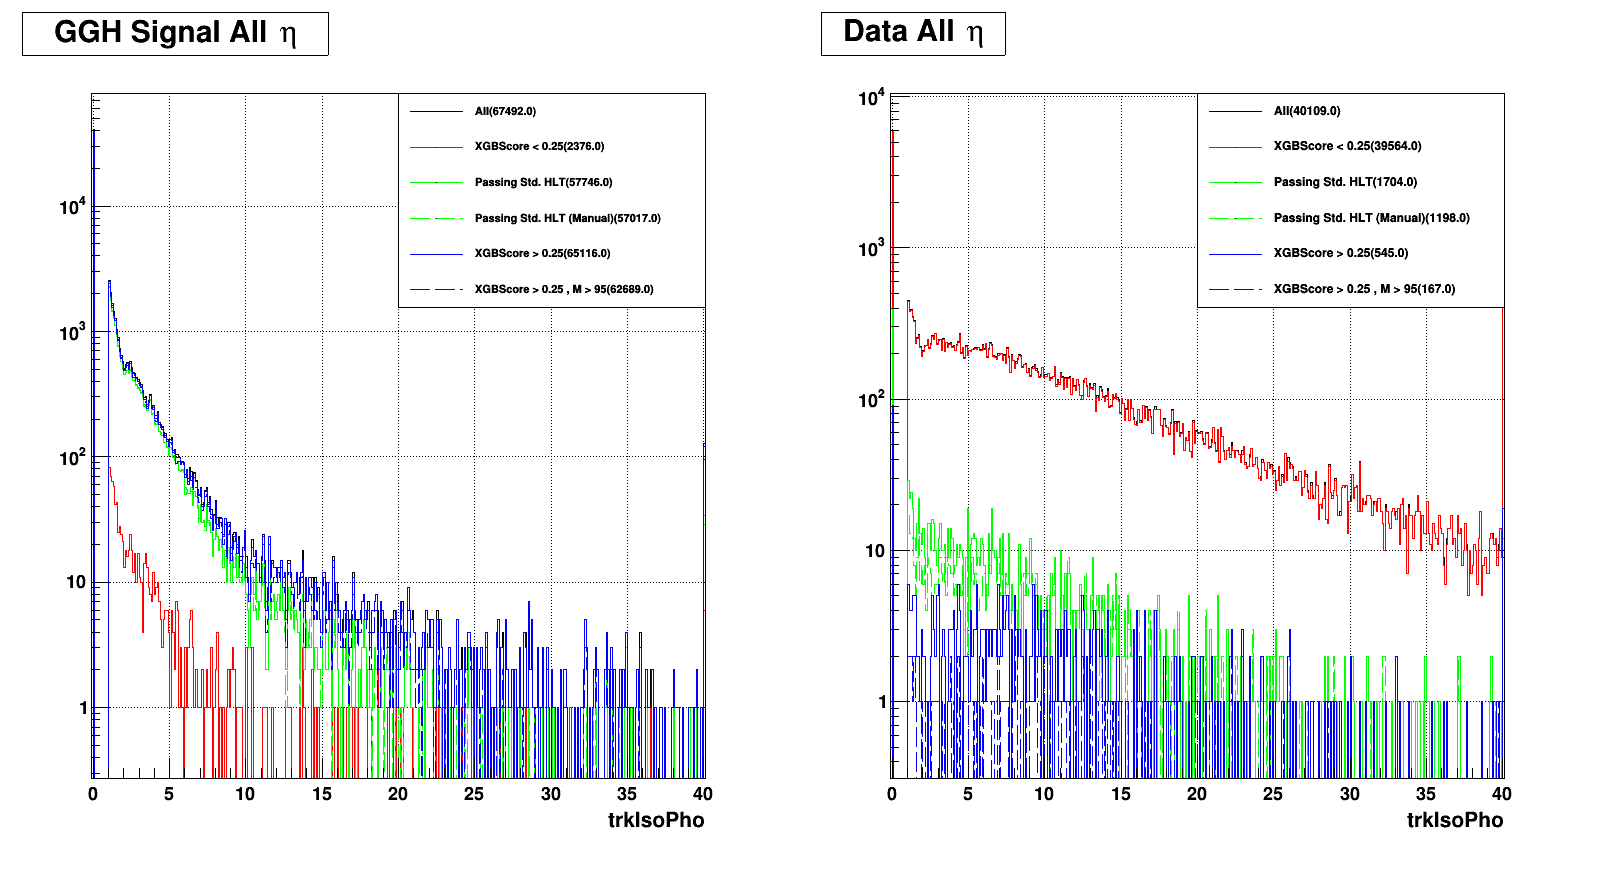 GGH Signal All η
All(67492.0)
XGBScore < 0.25(2376.0)
Passing Std. HLT(57746.0)
Passing Std. HLT (Manual)(57017.0)
XGBScore > 0.25(65116.0)
XGBScore > 0.25 , M > 95(62689.0)
10^4
10^3
10^2
10
1
0 5 10 15 20 25 30 35 40
trkIsoPho
Data All η
All(40109.0)
XGBScore < 0.25(39564.0)
Passing Std. HLT(1704.0)
Passing Std. HLT (Manual)(1198.0)
XGBScore > 0.25(545.0)
XGBScore > 0.25 , M > 95(167.0)
10^4
10^3
10^2
10
1
0 5 10 15 20 25 30 35 40
trkIsoPho